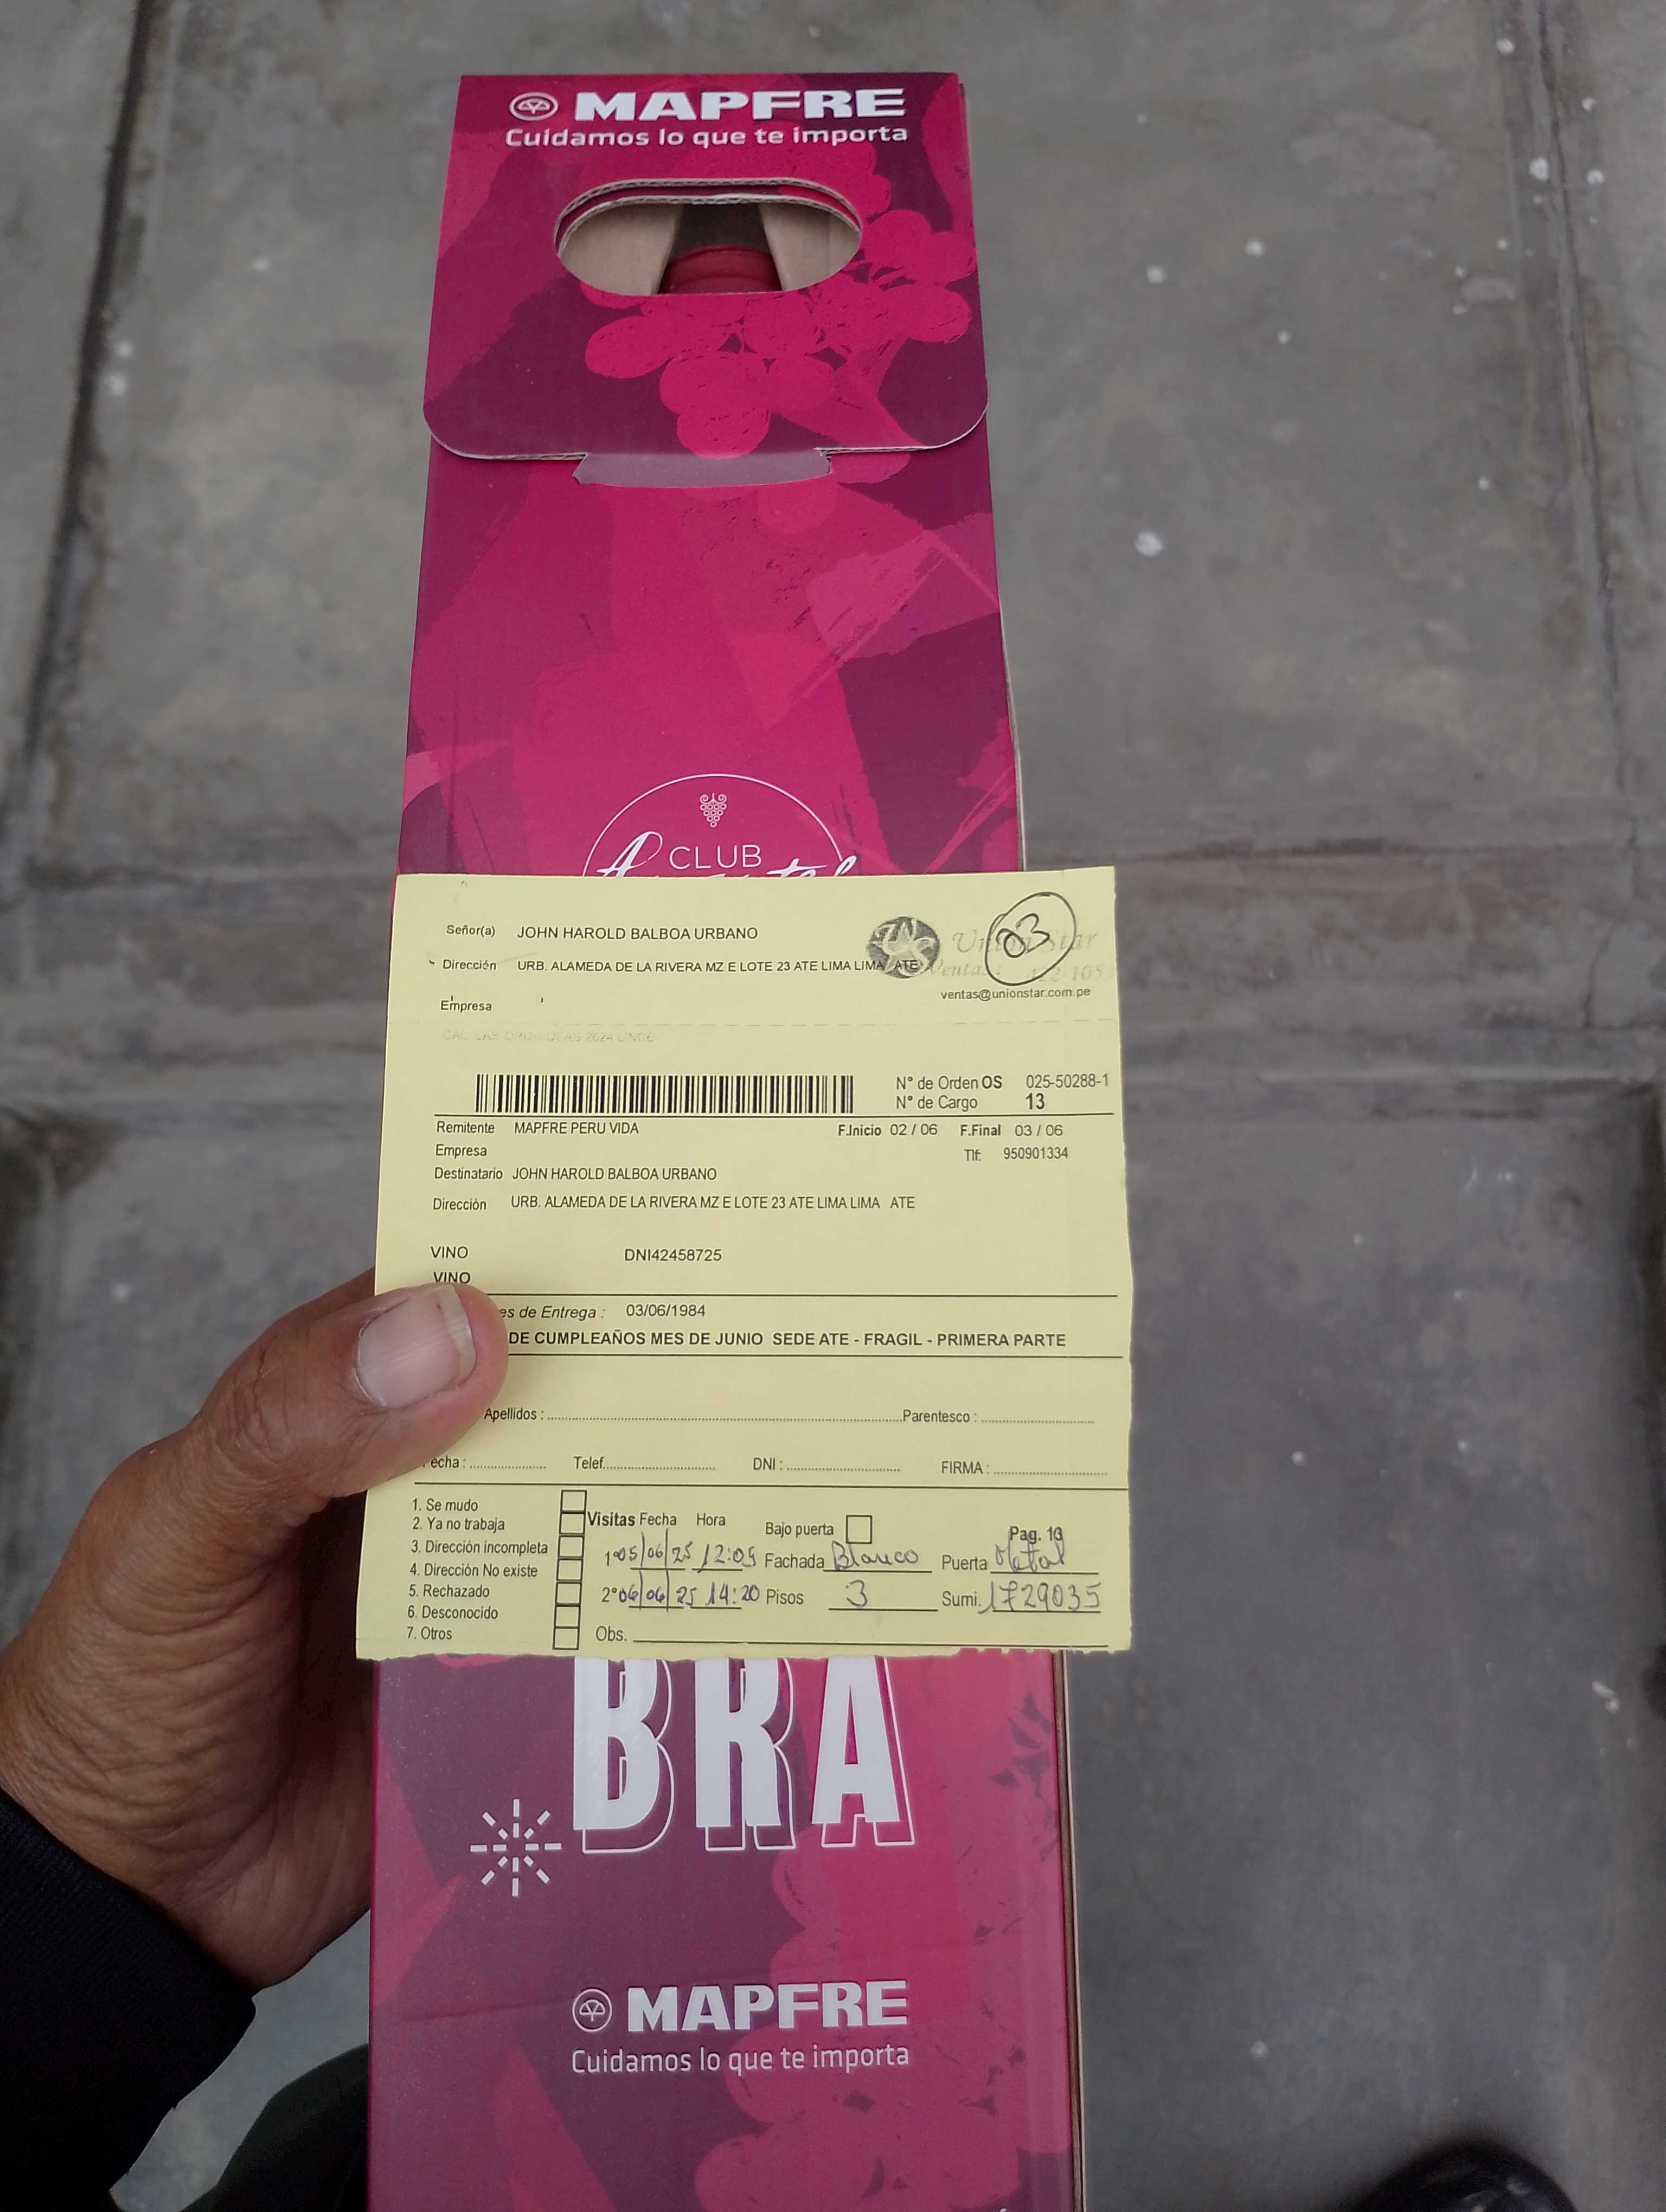 MAPFRE
Cuidamos lo que te importa
CLUB
Señor(a) JOHN HAROLD BALBOA URBANO
Union Star
03
Dirección URB. ALAMEDA DE LA RIVERA MZ E LOTE 23 ATE LIMA LIMA ATE
Ventas:
Empresa
ventas@unionstar.com.pe
N° de Orden OS 025-50288-1
N° de Cargo 13
Remitente MAPFRE PERU VIDA F.Inicio 02 / 06 F.Final 03 / 06
Empresa Tlf: 950901334
Destinatario JOHN HAROLD BALBOA URBANO
Dirección URB. ALAMEDA DE LA RIVERA MZ E LOTE 23 ATE LIMA LIMA ATE
VINO DNI42458725
VINO
es de Entrega : 03/06/1984
DE CUMPLEAÑOS MES DE JUNIO SEDE ATE - FRAGIL - PRIMERA PARTE
Apellidos : Parentesco :
echa : Telef. DNI : FIRMA :
1. Se mudo
2. Ya no trabaja
3. Dirección incompleta
4. Dirección No existe
5. Rechazado
6. Desconocido
7. Otros
Visitas Fecha Hora Bajo puerta Pag.
1° 05/06/25 12:05 Fachada Blanco Puerta Metal
2° 06/06/25 14:20 Pisos 3 Sumi. 1729035
Obs.
BRA
MAPFRE
Cuidamos lo que te importa